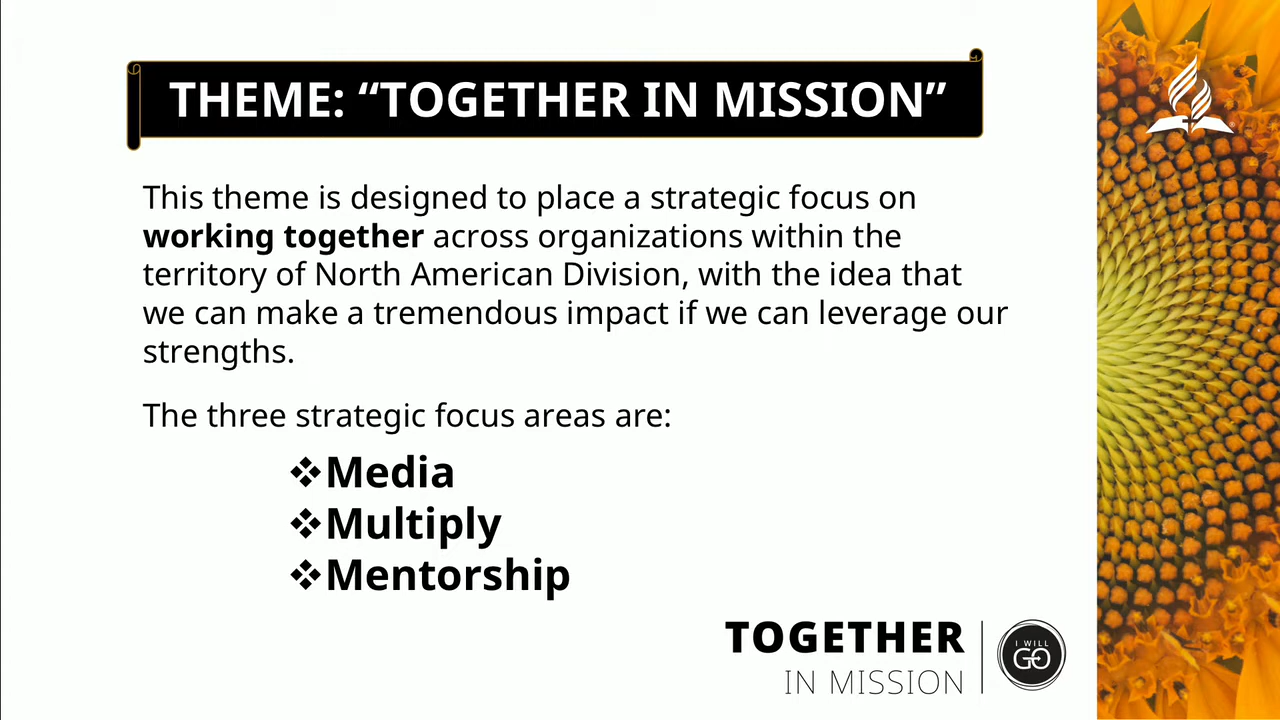 THEME: “TOGETHER IN MISSION”
This theme is designed to place a strategic focus on
working together across organizations within the
territory of North American Division, with the idea that
we can make a tremendous impact if we can leverage our
strengths.
The three strategic focus areas are:
❖Media
❖Multiply
❖Mentorship
TOGETHER
IN MISSION
I WILL
GO